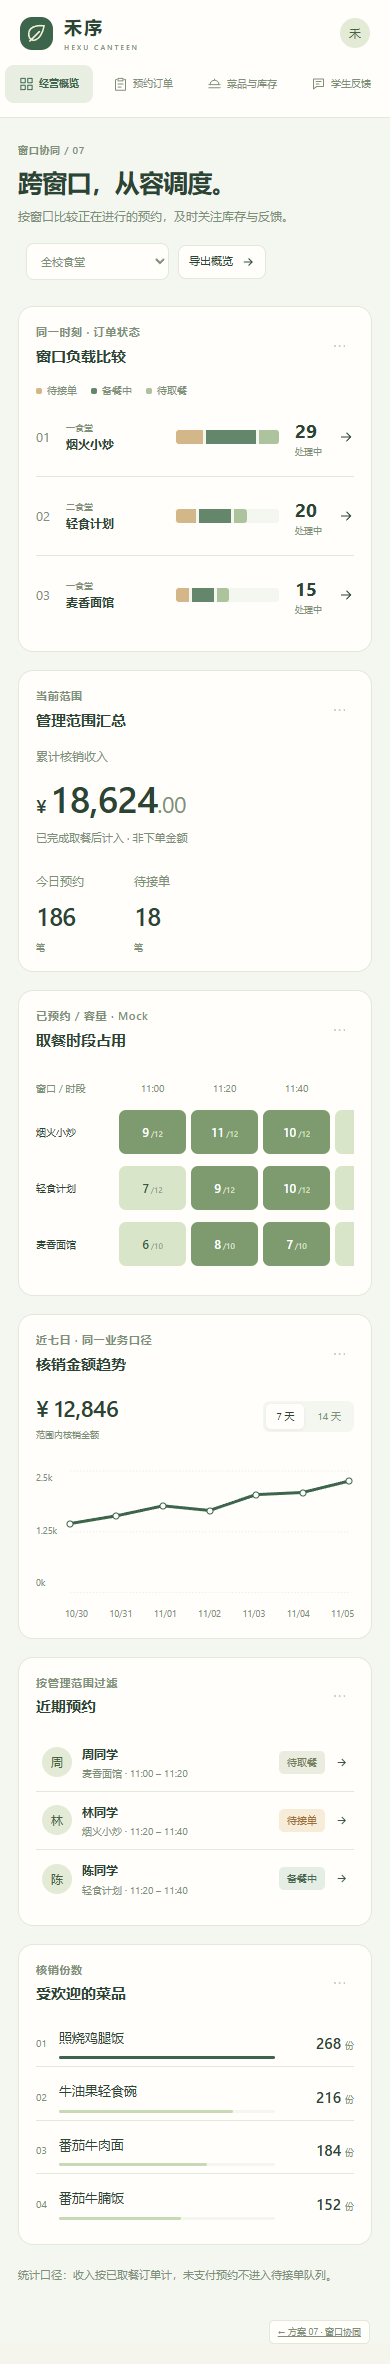 禾序
HEXU CANTEEN
禾
经营概览
预约订单
菜品与库存
学生反馈
窗口协同 / 07
跨窗口，从容调度。
按窗口比较正在进行的预约，及时关注库存与反馈。
全校食堂
导出概览 →
同一时刻 · 订单状态
窗口负载比较
...
待接单 备餐中 待取餐
01 一食堂 烟火小炒 29 处理中 →
02 二食堂 轻食计划 20 处理中 →
03 一食堂 麦香面馆 15 处理中 →
当前范围
管理范围汇总
...
累计核销收入
¥ 18,624.00
已完成取餐后计入 · 非下单金额
今日预约 待接单
186 18
笔 笔
已预约 / 容量 · Mock
取餐时段占用
...
窗口 / 时段 11:00 11:20 11:40
烟火小炒 9 /12 11 /12 10 /12
轻食计划 7 /12 9 /12 10 /12
麦香面馆 6 /10 8 /10 7 /10
近七日 · 同一业务口径
核销金额趋势
...
¥ 12,846
范围内核销金额
7 天 14 天
2.5k
1.25k
0k
10/30 10/31 11/01 11/02 11/03 11/04 11/05
按管理范围过滤
近期预约
...
周 周同学 待取餐 →
麦香面馆 · 11:00 – 11:20
林 林同学 待接单 →
烟火小炒 · 11:20 – 11:40
陈 陈同学 备餐中 →
轻食计划 · 11:20 – 11:40
核销份数
受欢迎的菜品
...
01 照烧鸡腿饭 268 份
02 牛油果轻食碗 216 份
03 番茄牛肉面 184 份
04 番茄牛腩饭 152 份
统计口径：收入按已取餐订单计，未支付预约不进入待接单队列。
← 方案 07 · 窗口协同